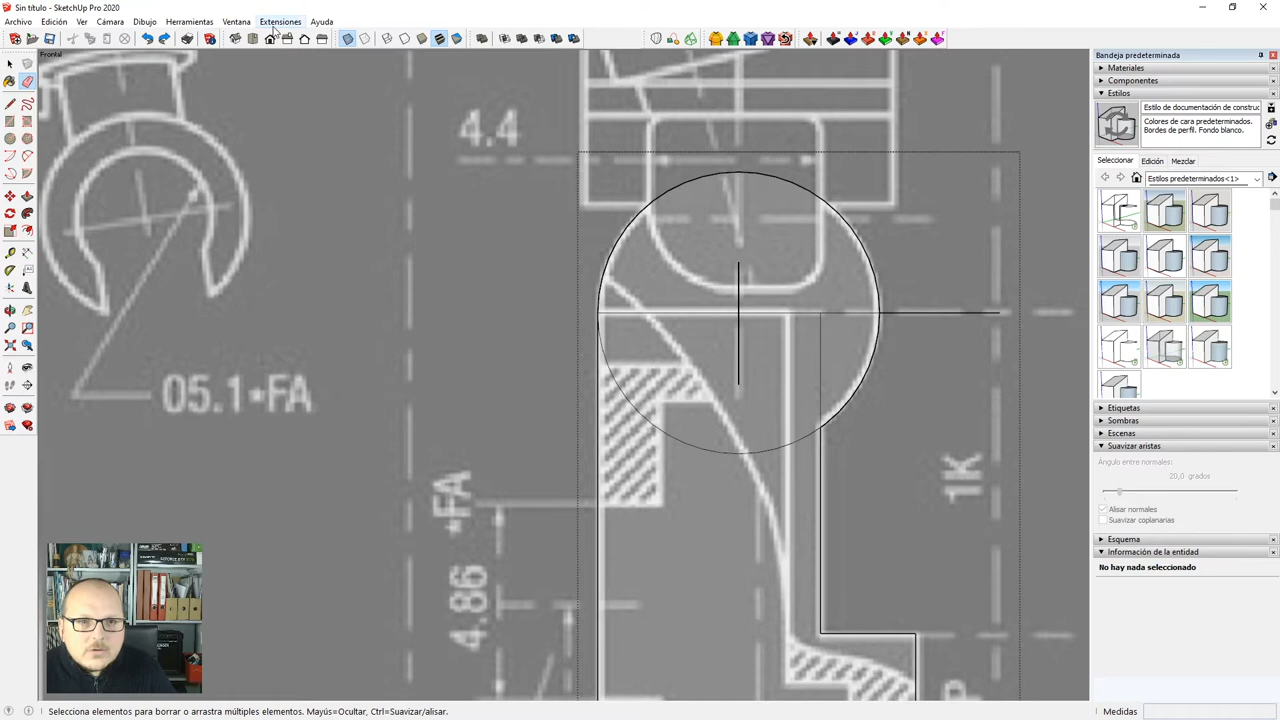 Sin título - SketchUp Pro 2020
Archivo Edición Ver Cámara Dibujo Herramientas Ventana Extensiones Ayuda
Frontal
4.4
05.1•FA
•FA
4.86
1K
Bandeja predeterminada
Materiales
Componentes
Estilos
Estilo de documentación de construc
Colores de cara predeterminados. Bordes de perfil. Fondo blanco.
Seleccionar Edición Mezclar
Estilos predeterminados<1>
Etiquetas
Sombras
Escenas
Suavizar aristas
Ángulo entre normales:
20,0 grados
Alisar normales
Suavizar coplanarias
Esquema
Información de la entidad
No hay nada seleccionado
Selecciona elementos para borrar o arrastra múltiples elementos. Mayús=Ocultar, Ctrl=Suavizar/alisar.
Medidas